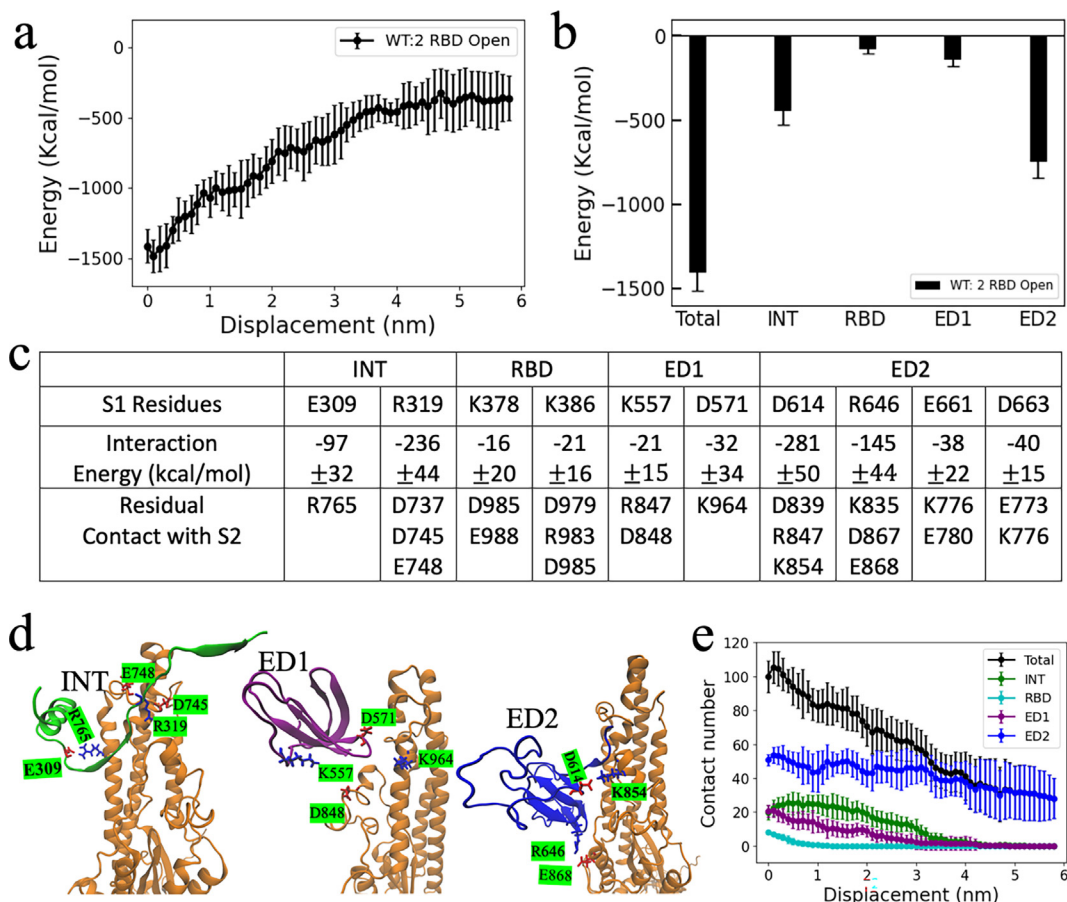 a
WT:2 RBD Open
0
−500
−1000
−1500
Energy (Kcal/mol)
0 1 2 3 4 5 6
Displacement (nm)
b
0
−500
−1000
−1500
Energy (Kcal/mol)
WT: 2 RBD Open
Total INT RBD ED1 ED2
c
INT RBD ED1 ED2
S1 Residues E309 R319 K378 K386 K557 D571 D614 R646 E661 D663
Interaction -97 -236 -16 -21 -21 -32 -281 -145 -38 -40
Energy (kcal/mol) ±32 ±44 ±20 ±16 ±15 ±34 ±50 ±44 ±22 ±15
Residual R765 D737 D985 D979 R847 K964 D839 K835 K776 E773
Contact with S2 D745 E988 R983 D848 R847 D867 E780 K776
E748 D985 K854 E868
d
INT
E748
D745
R765
R319
E309
ED1
D571
K964
K557
D848
ED2
D614
K854
R646
E868
e
120
100
80
60
40
20
0
Contact number
Total
INT
RBD
ED1
ED2
0 1 2 3 4 5 6
Displacement (nm)